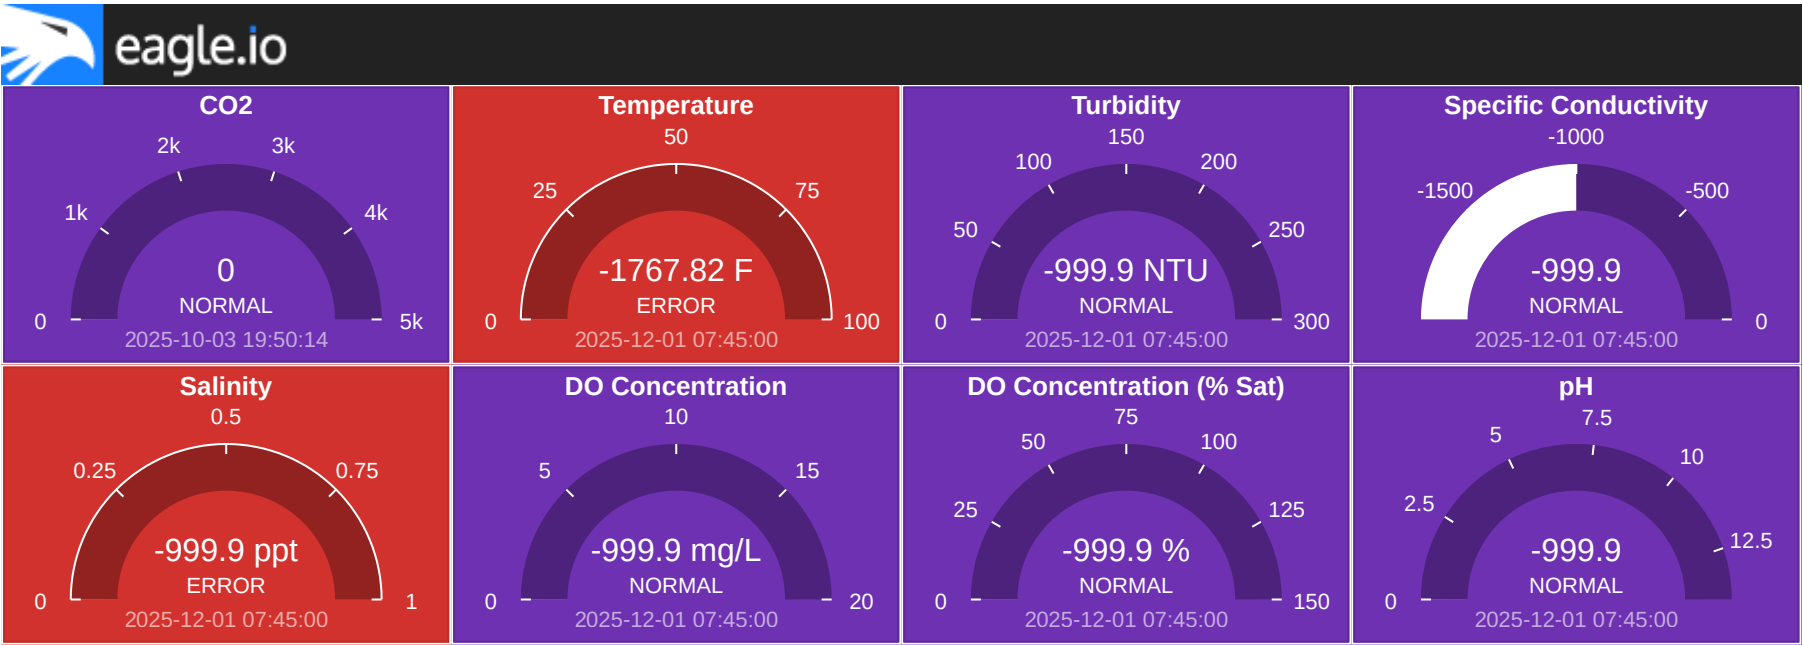 eagle.io
CO2
2k 3k
1k 4k
0
NORMAL
0 5k
2025-10-03 19:50:14
Temperature
50
25 75
-1767.82 F
ERROR
0 100
2025-12-01 07:45:00
Turbidity
150
100 200
50 250
-999.9 NTU
NORMAL
0 300
2025-12-01 07:45:00
Specific Conductivity
-1000
-1500 -500
-999.9
NORMAL
0
2025-12-01 07:45:00
Salinity
0.5
0.25 0.75
-999.9 ppt
ERROR
0 1
2025-12-01 07:45:00
DO Concentration
10
5 15
-999.9 mg/L
NORMAL
0 20
2025-12-01 07:45:00
DO Concentration (% Sat)
75
50 100
25 125
-999.9 %
NORMAL
0 150
2025-12-01 07:45:00
pH
7.5
5 10
2.5 12.5
-999.9
NORMAL
0
2025-12-01 07:45:00